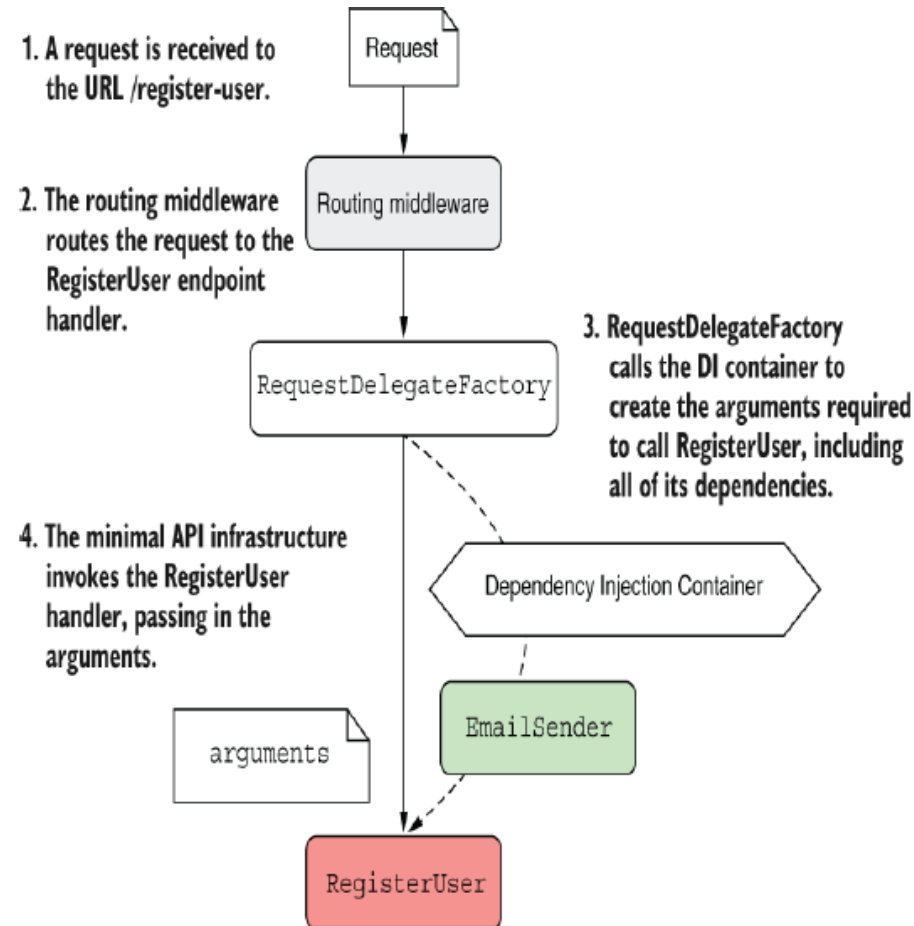 Request
1. A request is received to
the URL /register-user.
Routing middleware
2. The routing middleware
routes the request to the
RegisterUser endpoint
handler.
RequestDelegateFactory
3. RequestDelegateFactory
calls the DI container to
create the arguments required
to call RegisterUser, including
all of its dependencies.
4. The minimal API infrastructure
invokes the RegisterUser
handler, passing in the
arguments.
Dependency Injection Container
EmailSender
arguments
RegisterUser